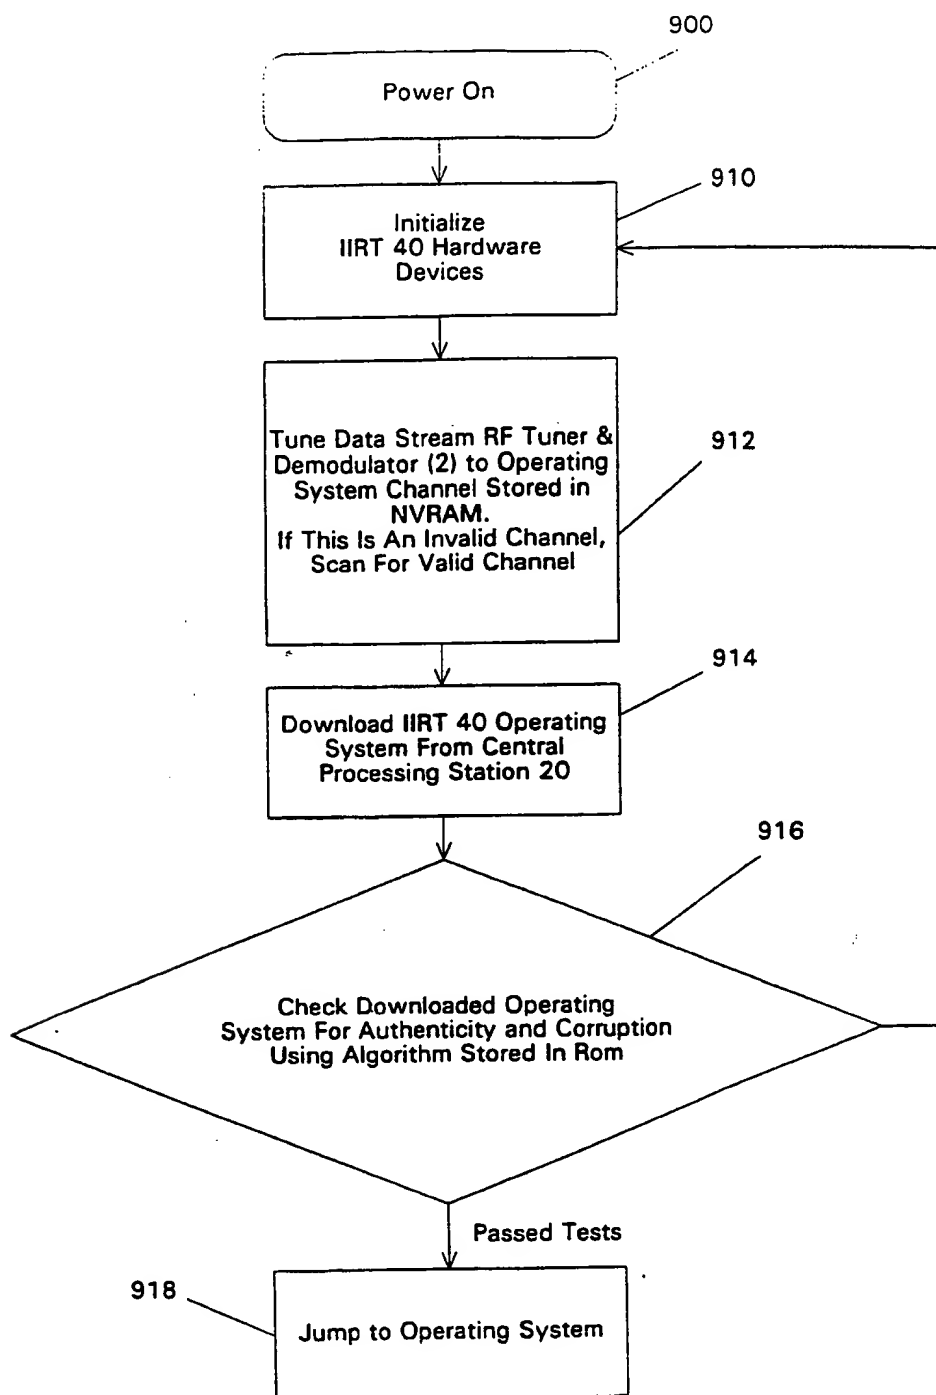 900
Power On
910
Initialize
IIRT 40 Hardware
Devices
Tune Data Stream RF Tuner &
Demodulator (2) to Operating
System Channel Stored in
NVRAM.
If This Is An Invalid Channel,
Scan For Valid Channel
912
914
Download IIRT 40 Operating
System From Central
Processing Station 20
916
Check Downloaded Operating
System For Authenticity and Corruption
Using Algorithm Stored In Rom
Passed Tests
918
Jump to Operating System